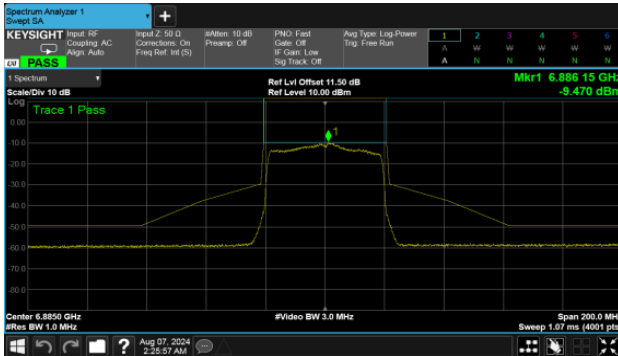 Spectrum Analyzer 1
Swept SA
+
KEYSIGHT Input: RF
Coupling: AC
Align: Auto
Input Z: 50 Ω
Corrections: On
Freq Ref: Int (S)
#Atten: 10 dB
Preamp: Off
PNO: Fast
Gate: Off
IF Gain: Low
Sig Track: Off
Avg Type: Log-Power
Trig: Free Run
1 2 3 4 5 6
A W W W W W
A N N N N N
LXI PASS
1 Spectrum
Scale/Div 10 dB
Ref Lvl Offset 11.50 dB
Ref Level 10.00 dBm
Mkr1 6.886 15 GHz
-9.470 dBm
Log
Trace 1 Pass
1
0.00
-10.0
-20.0
-30.0
-40.0
-50.0
-60.0
-70.0
-80.0
Center 6.8850 GHz
#Res BW 1.0 MHz
#Video BW 3.0 MHz
Span 200.0 MH
Sweep 1.07 ms (4001 pts
?
Aug 07, 2024
2:25:57 AM